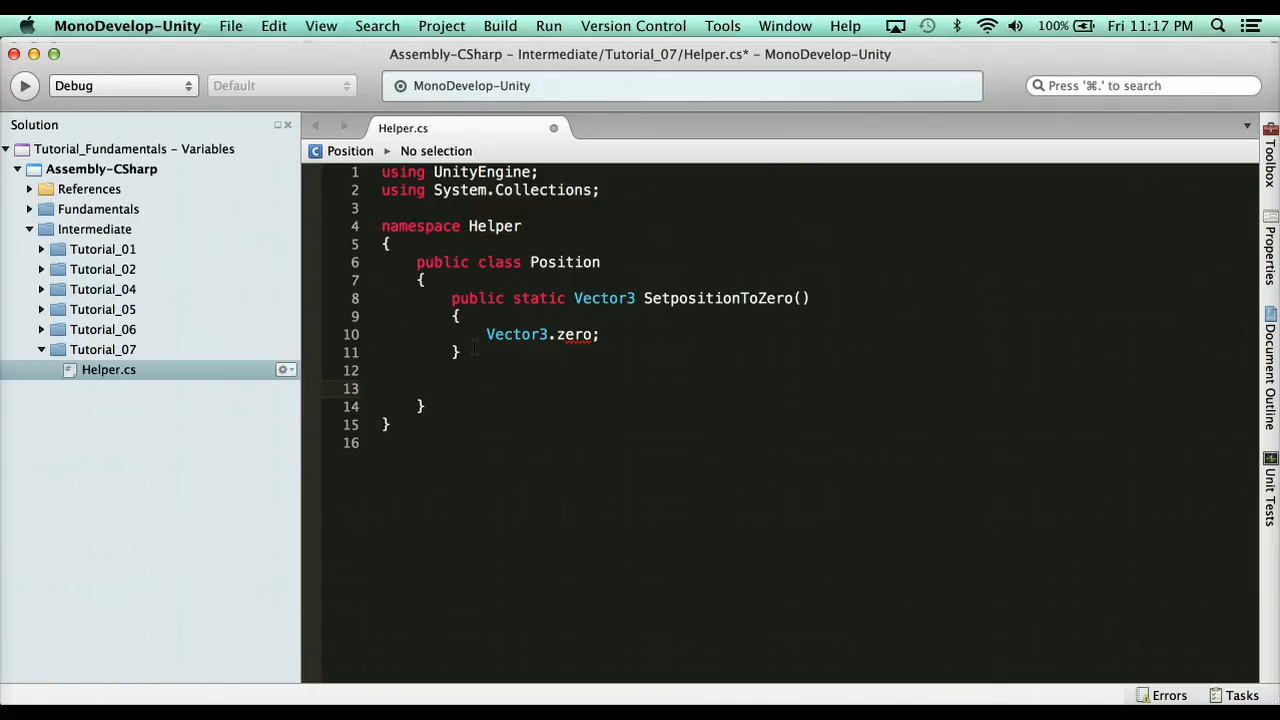 MonoDevelop-Unity File Edit View Search Project Build Run Version Control Tools Window Help 100% Fri 11:17 PM
Assembly-CSharp - Intermediate/Tutorial_07/Helper.cs* - MonoDevelop-Unity
Debug Default MonoDevelop-Unity Press '⌘.' to search
Solution
Tutorial_Fundamentals - Variables
Assembly-CSharp
References
Fundamentals
Intermediate
Tutorial_01
Tutorial_02
Tutorial_04
Tutorial_05
Tutorial_06
Tutorial_07
Helper.cs
Helper.cs
C Position No selection
1 using UnityEngine;
2 using System.Collections;
3
4 namespace Helper
5 {
6 public class Position
7 {
8 public static Vector3 SetpositionToZero()
9 {
10 Vector3.zero;
11 }
12
13
14 }
15 }
16
Toolbox
Properties
Document Outline
Unit Tests
Errors Tasks